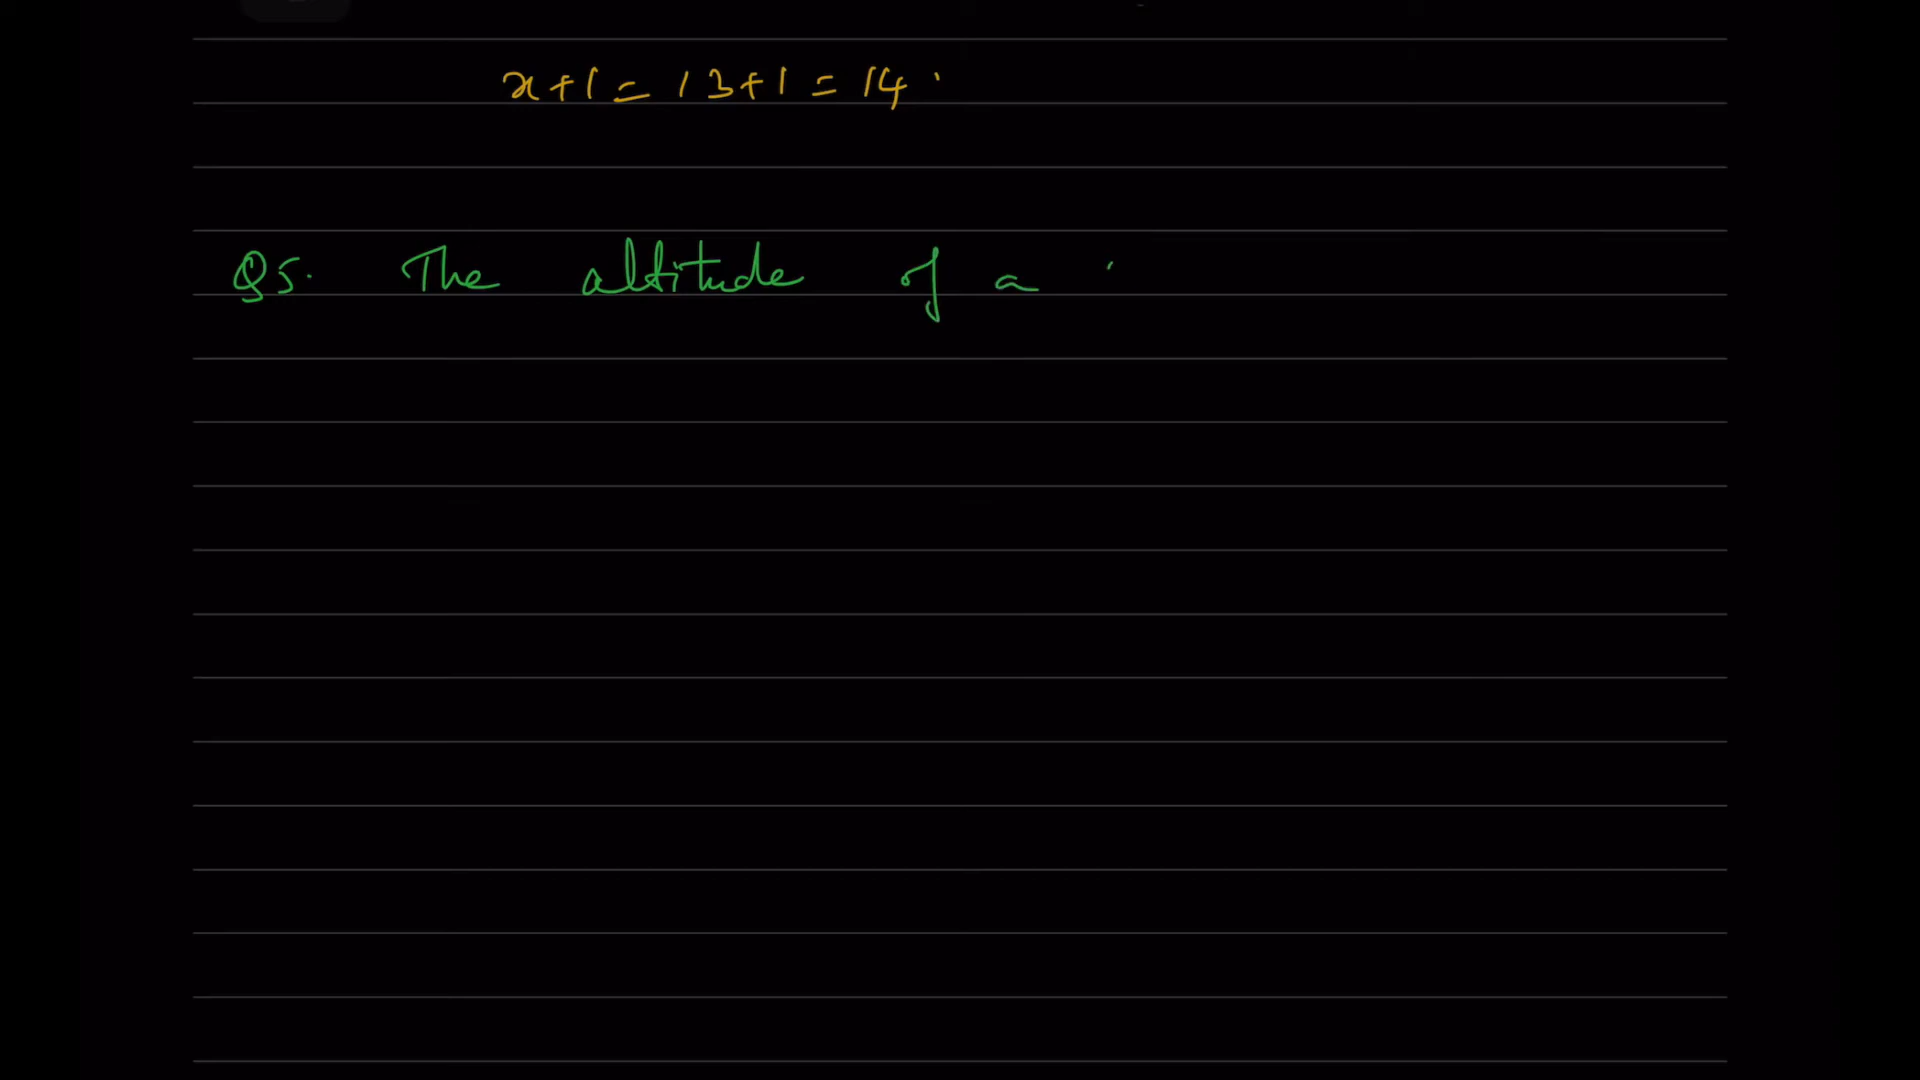 x+1 = 13+1 = 14.
Q5. The altitude of a